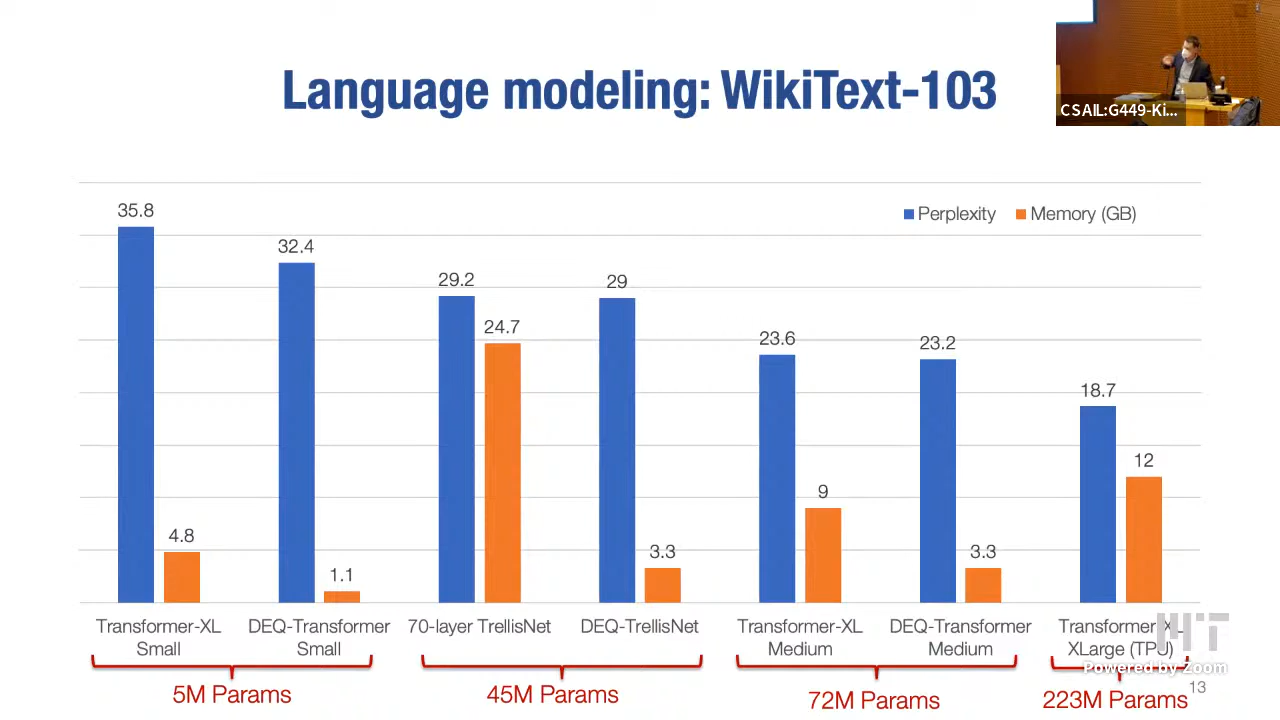 Language modeling: WikiText-103
CSAIL:G449-Ki...
Perplexity
Memory (GB)
35.8
4.8
32.4
1.1
29.2
24.7
29
3.3
23.6
9
23.2
3.3
18.7
12
Transformer-XL
Small
DEQ-Transformer
Small
70-layer TrellisNet
DEQ-TrellisNet
Transformer-XL
Medium
DEQ-Transformer
Medium
Transformer-XL
XLarge (TPU)
5M Params
45M Params
72M Params
223M Params
MIT
Powered by Zoom
13